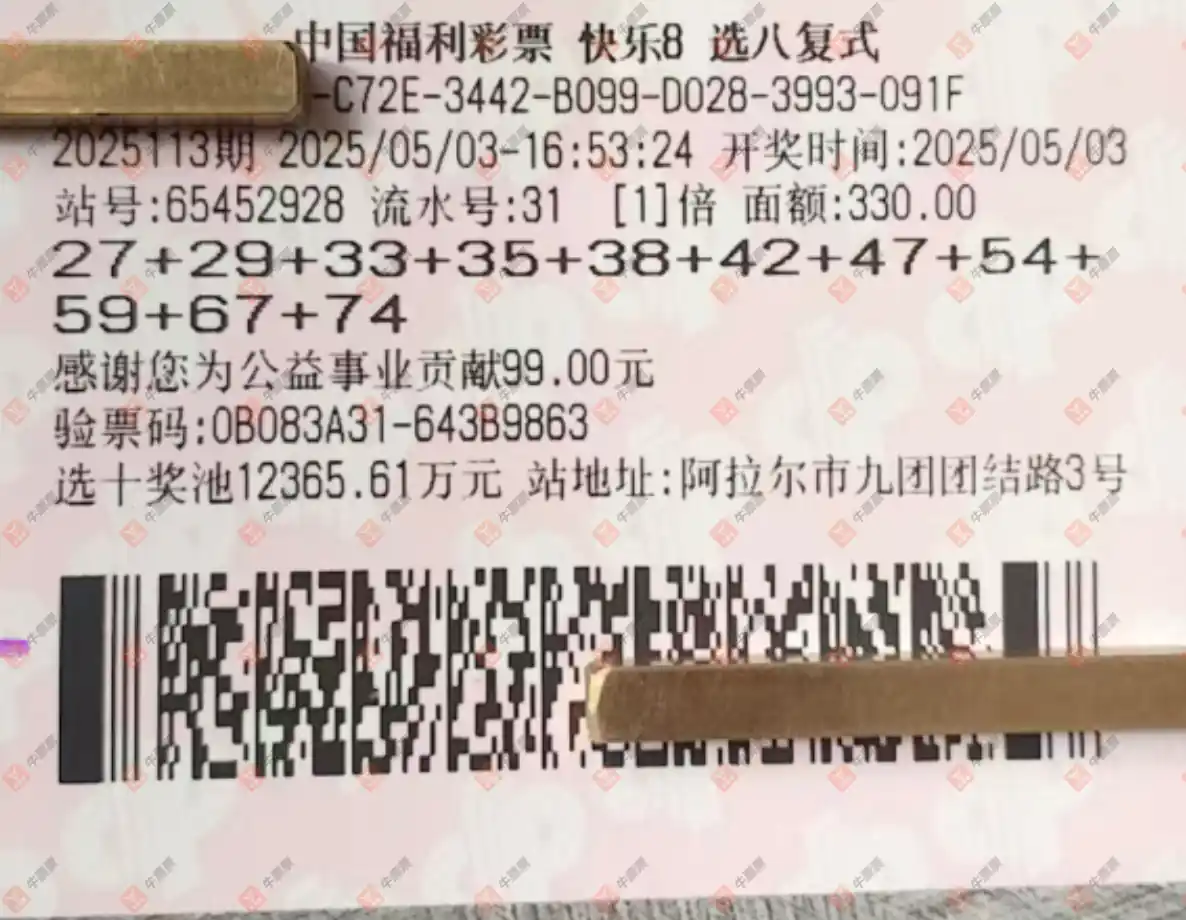 中国福利彩票 快乐8 选八复式
-C72E-3442-B099-D028-3993-091F
2025113期 2025/05/03-16:53:24 开奖时间:2025/05/03
站号:65452928 流水号:31 [1]倍 面额:330.00
27+29+33+35+38+42+47+54+
59+67+74
感谢您为公益事业贡献99.00元
验票码:0B083A31-643B9863
选十奖池12365.61万元 站地址:阿拉尔市九团团结路3号